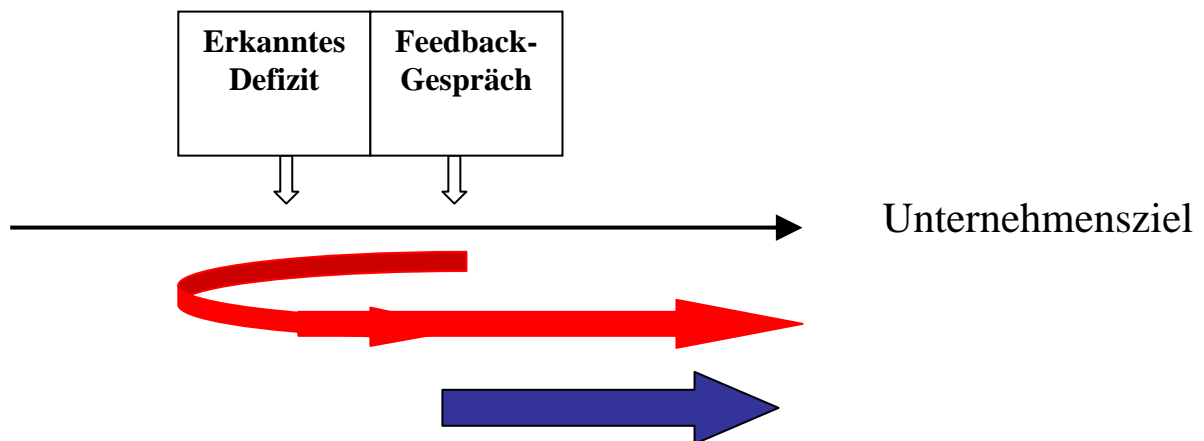 Erkanntes
Defizit
Feedback-
Gespräch
Unternehmensziel